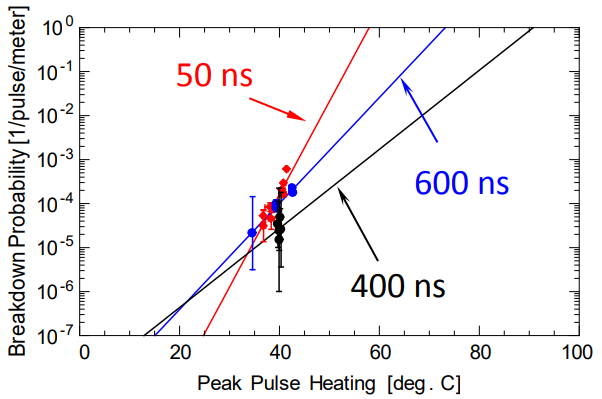 10^0
10^-1
10^-2
10^-3
10^-4
10^-5
10^-6
10^-7
Breakdown Probability [1/pulse/meter]
50 ns
600 ns
400 ns
0 20 40 60 80 100
Peak Pulse Heating [deg. C]